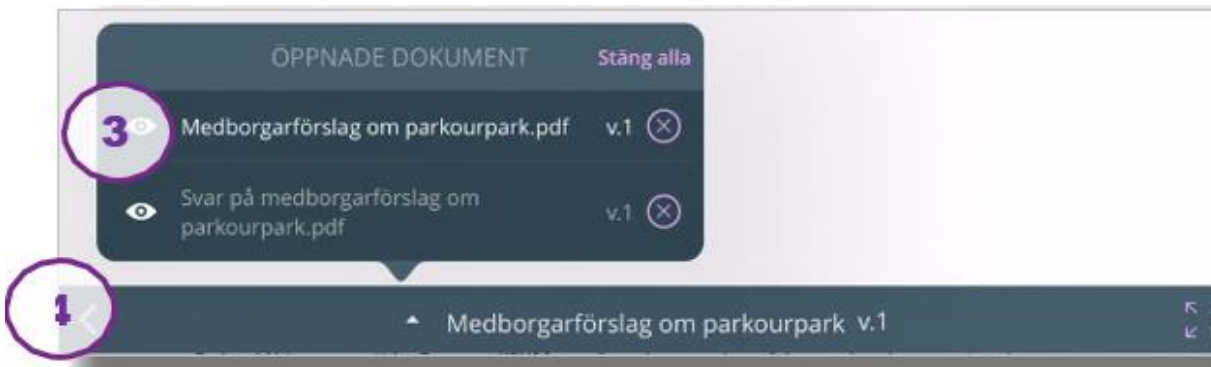 ÖPPNADE DOKUMENT Stäng alla
3 Medborgarförslag om parkourpark.pdf v.1
Svar på medborgarförslag om
parkourpark.pdf v.1
4 Medborgarförslag om parkourpark v.1